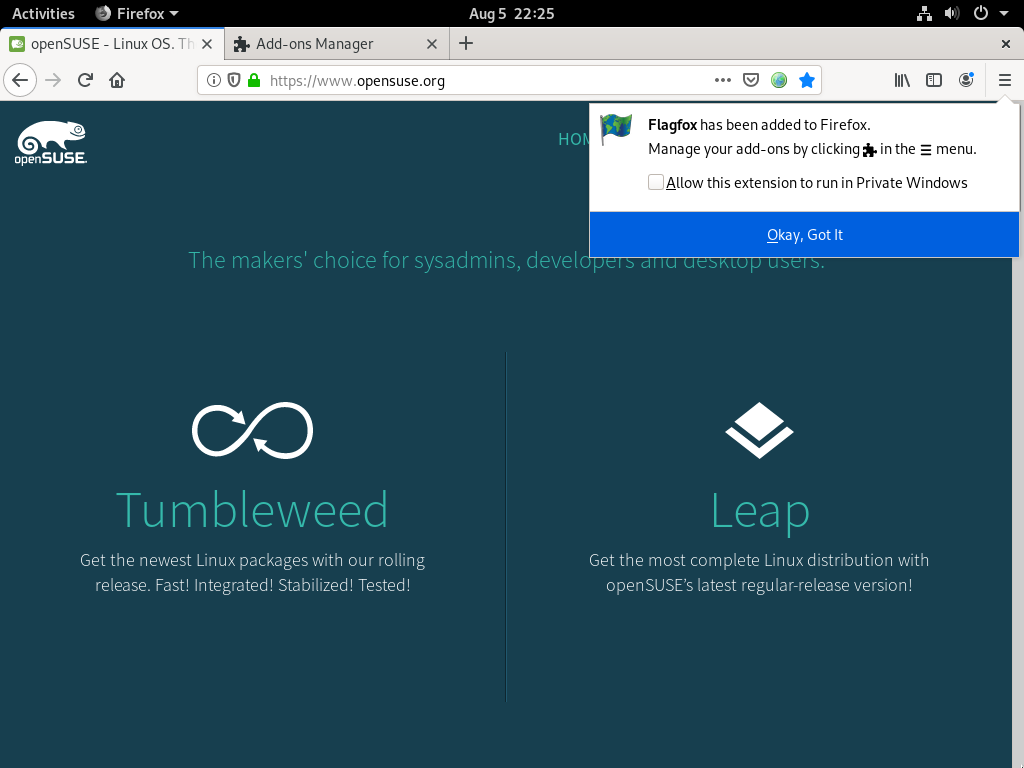 Activities Firefox Aug 5 22:25
openSUSE - Linux OS. Th Add-ons Manager
https://www.opensuse.org
Flagfox has been added to Firefox.
Manage your add-ons by clicking in the menu.
Allow this extension to run in Private Windows
Okay, Got It
openSUSE.
HOM
The makers' choice for sysadmins, developers and desktop users.
Tumbleweed
Get the newest Linux packages with our rolling
release. Fast! Integrated! Stabilized! Tested!
Leap
Get the most complete Linux distribution with
openSUSE’s latest regular-release version!